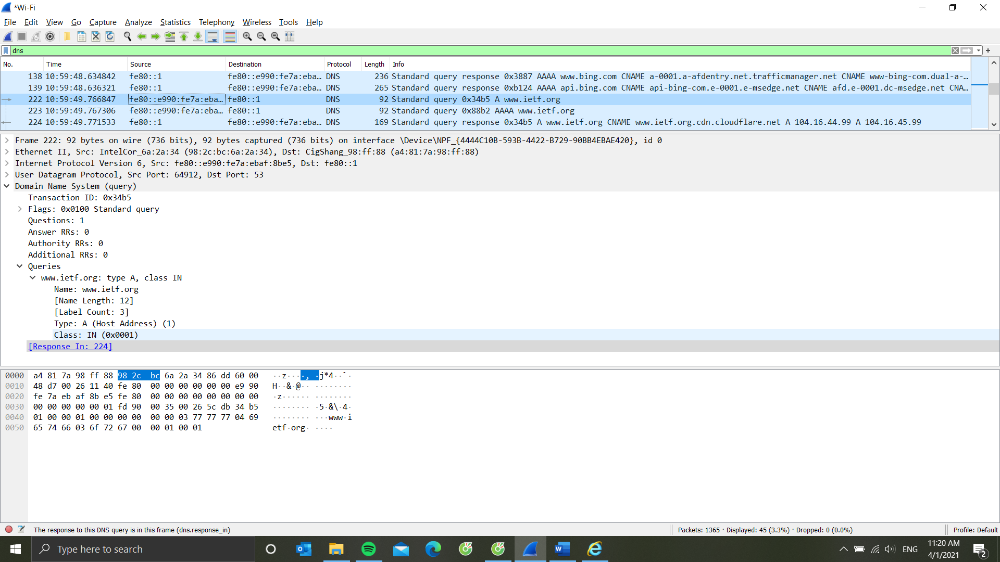 *Wi-Fi
File Edit View Go Capture Analyze Statistics Telephony Wireless Tools Help
dns
No. Time Source Destination Protocol Length Info
138 10:59:48.634842 fe80::1 fe80::e990:fe7a:eba… DNS 236 Standard query response 0x3887 AAAA www.bing.com CNAME a-0001.a-afdentry.net.trafficmanager.net CNAME www-bing-com.dual-a-…
139 10:59:48.636321 fe80::1 fe80::e990:fe7a:eba… DNS 265 Standard query response 0xb124 AAAA api.bing.com CNAME api-bing-com.e-0001.e-msedge.net CNAME afd.e-0001.dc-msedge.net CNA…
222 10:59:49.766847 fe80::e990:fe7a:eba… fe80::1 DNS 92 Standard query 0x34b5 A www.ietf.org
223 10:59:49.767306 fe80::e990:fe7a:eba… fe80::1 DNS 92 Standard query 0x88b2 AAAA www.ietf.org
224 10:59:49.771533 fe80::1 fe80::e990:fe7a:eba… DNS 169 Standard query response 0x34b5 A www.ietf.org CNAME www.ietf.org.cdn.cloudflare.net A 104.16.44.99 A 104.16.45.99
Frame 222: 92 bytes on wire (736 bits), 92 bytes captured (736 bits) on interface \Device\NPF_{4444C10B-593B-4422-B729-90BB4EBAE420}, id 0
Ethernet II, Src: IntelCor_6a:2a:34 (98:2c:bc:6a:2a:34), Dst: CigShang_98:ff:88 (a4:81:7a:98:ff:88)
Internet Protocol Version 6, Src: fe80::e990:fe7a:ebaf:8be5, Dst: fe80::1
User Datagram Protocol, Src Port: 64912, Dst Port: 53
Domain Name System (query)
Transaction ID: 0x34b5
Flags: 0x0100 Standard query
Questions: 1
Answer RRs: 0
Authority RRs: 0
Additional RRs: 0
Queries
www.ietf.org: type A, class IN
Name: www.ietf.org
[Name Length: 12]
[Label Count: 3]
Type: A (Host Address) (1)
Class: IN (0x0001)
[Response In: 224]
0000 a4 81 7a 98 ff 88 98 2c bc 6a 2a 34 86 dd 60 00 ··z····,·j*4··`·
0010 48 d7 00 26 11 40 fe 80 00 00 00 00 00 00 e9 90 H··&·@·· ········
0020 fe 7a eb af 8b e5 fe 80 00 00 00 00 00 00 00 00 ·z······ ········
0030 00 00 00 00 00 01 fd 90 00 35 00 26 5c db 34 b5 ········ ·5·&\·4·
0040 01 00 00 01 00 00 00 00 00 00 03 77 77 77 04 69 ········ ···www·i
0050 65 74 66 03 6f 72 67 00 00 01 00 01 etf·org· ····
The response to this DNS query is in this frame (dns.response_in)
Packets: 1365 · Displayed: 45 (3.3%) · Dropped: 0 (0.0%)
Profile: Default
Type here to search
ENG
11:20 AM
4/1/2021
2